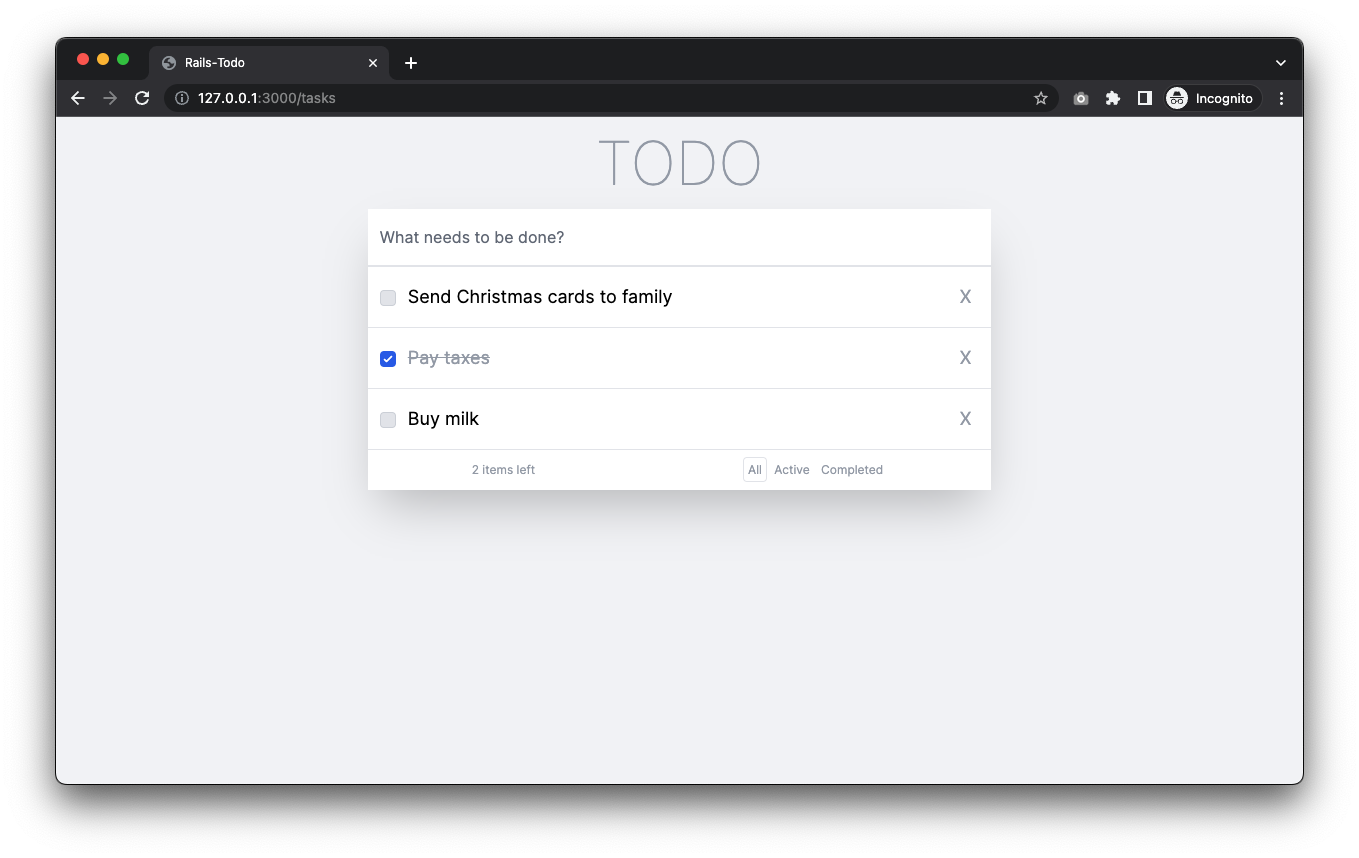 Rails-Todo
127.0.0.1:3000/tasks
Incognito
TODO
What needs to be done?
Send Christmas cards to family X
Pay taxes X
Buy milk X
2 items left All Active Completed